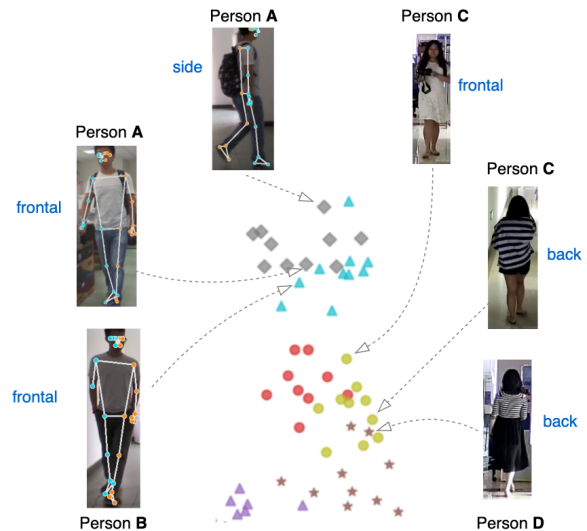 Person A
side
Person C
frontal
Person A
frontal
Person C
back
frontal
back
Person B
Person D